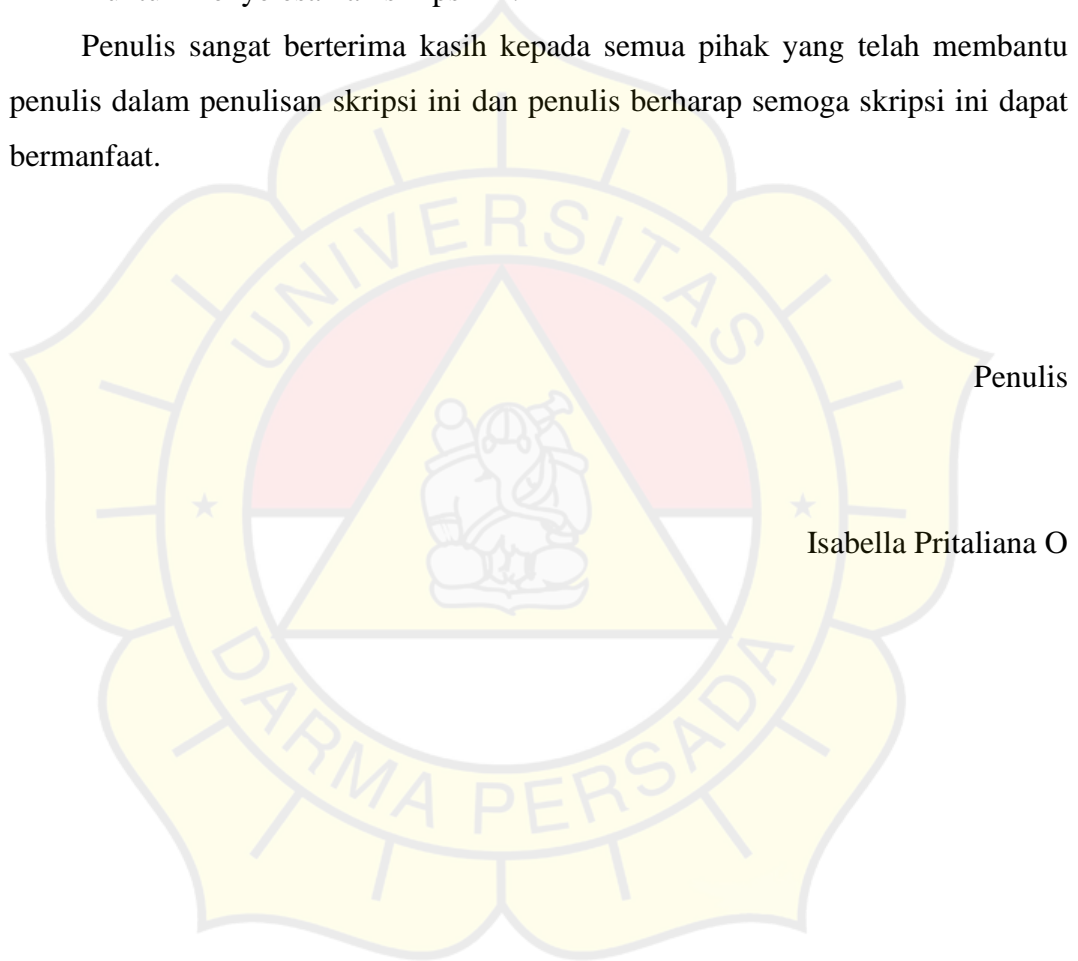 Penulis sangat berterima kasih kepada semua pihak yang telah membantu
penulis dalam penulisan skripsi ini dan penulis berharap semoga skripsi ini dapat
bermanfaat.
UNIVERSITAS
Penulis
Isabella Pritaliana O
DARMA PERSADA